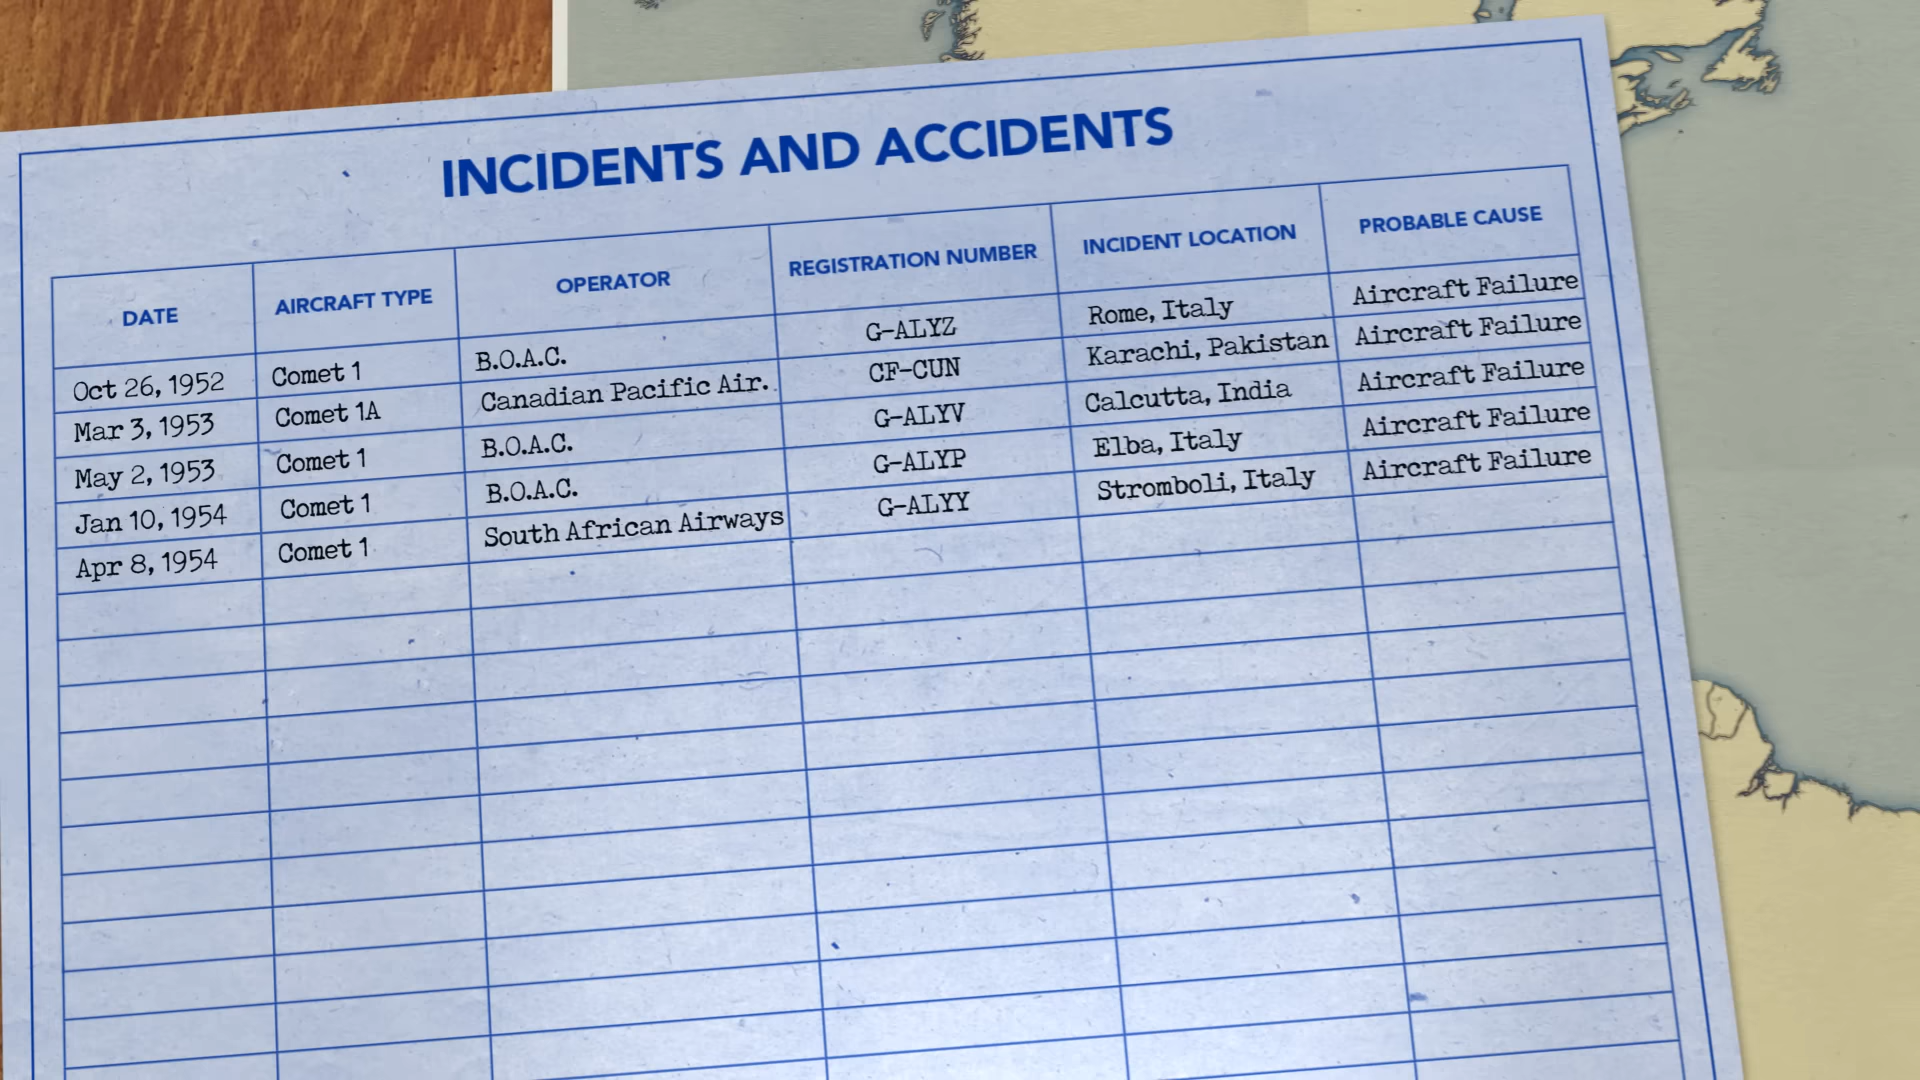 INCIDENTS AND ACCIDENTS
DATE AIRCRAFT TYPE OPERATOR REGISTRATION NUMBER INCIDENT LOCATION PROBABLE CAUSE
Oct 26, 1952 Comet 1 B.O.A.C. G-ALYZ Rome, Italy Aircraft Failure
Mar 3, 1953 Comet 1A Canadian Pacific Air. CF-CUN Karachi, Pakistan Aircraft Failure
May 2, 1953 Comet 1 B.O.A.C. G-ALYV Calcutta, India Aircraft Failure
Jan 10, 1954 Comet 1 B.O.A.C. G-ALYP Elba, Italy Aircraft Failure
Apr 8, 1954 Comet 1 South African Airways G-ALYY Stromboli, Italy Aircraft Failure